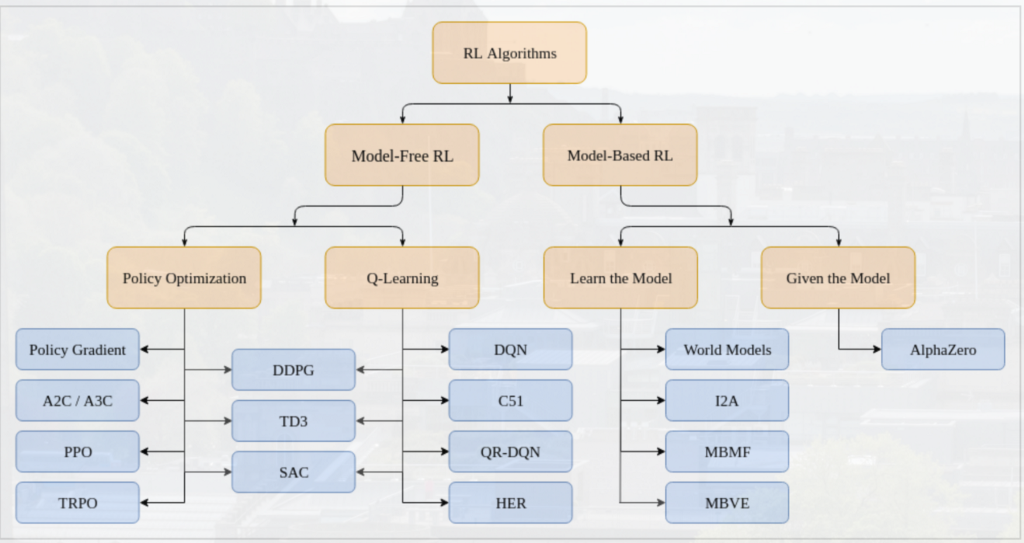 RL Algorithms
Model-Free RL
Model-Based RL
Policy Optimization
Q-Learning
Learn the Model
Given the Model
Policy Gradient
DDPG
DQN
World Models
AlphaZero
A2C / A3C
TD3
C51
I2A
PPO
SAC
QR-DQN
MBMF
TRPO
HER
MBVE